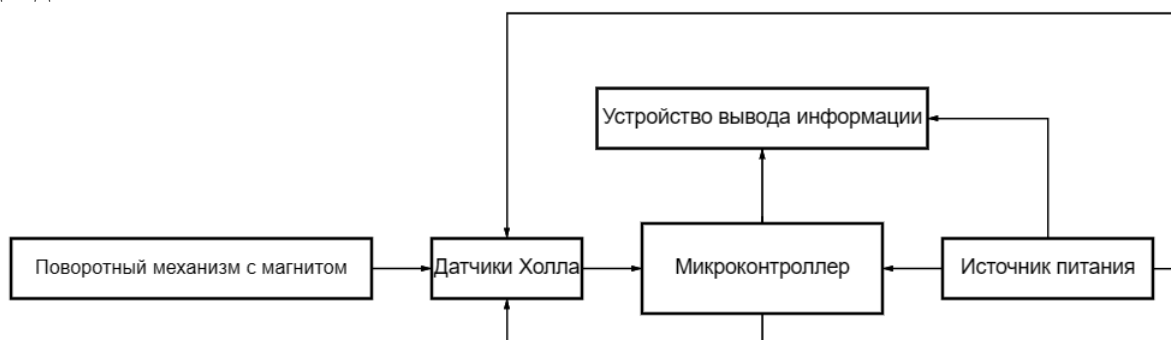 Устройство вывода информации
Поворотный механизм с магнитом
Датчики Холла
Микроконтроллер
Источник питания